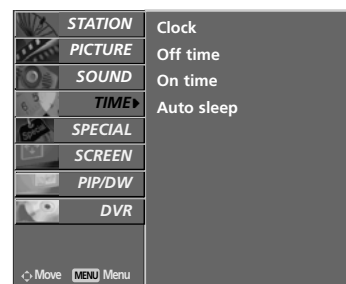 STATION
PICTURE
SOUND
TIME
SPECIAL
SCREEN
PIP/DW
DVR
Move MENU Menu
Clock
Off time
On time
Auto sleep